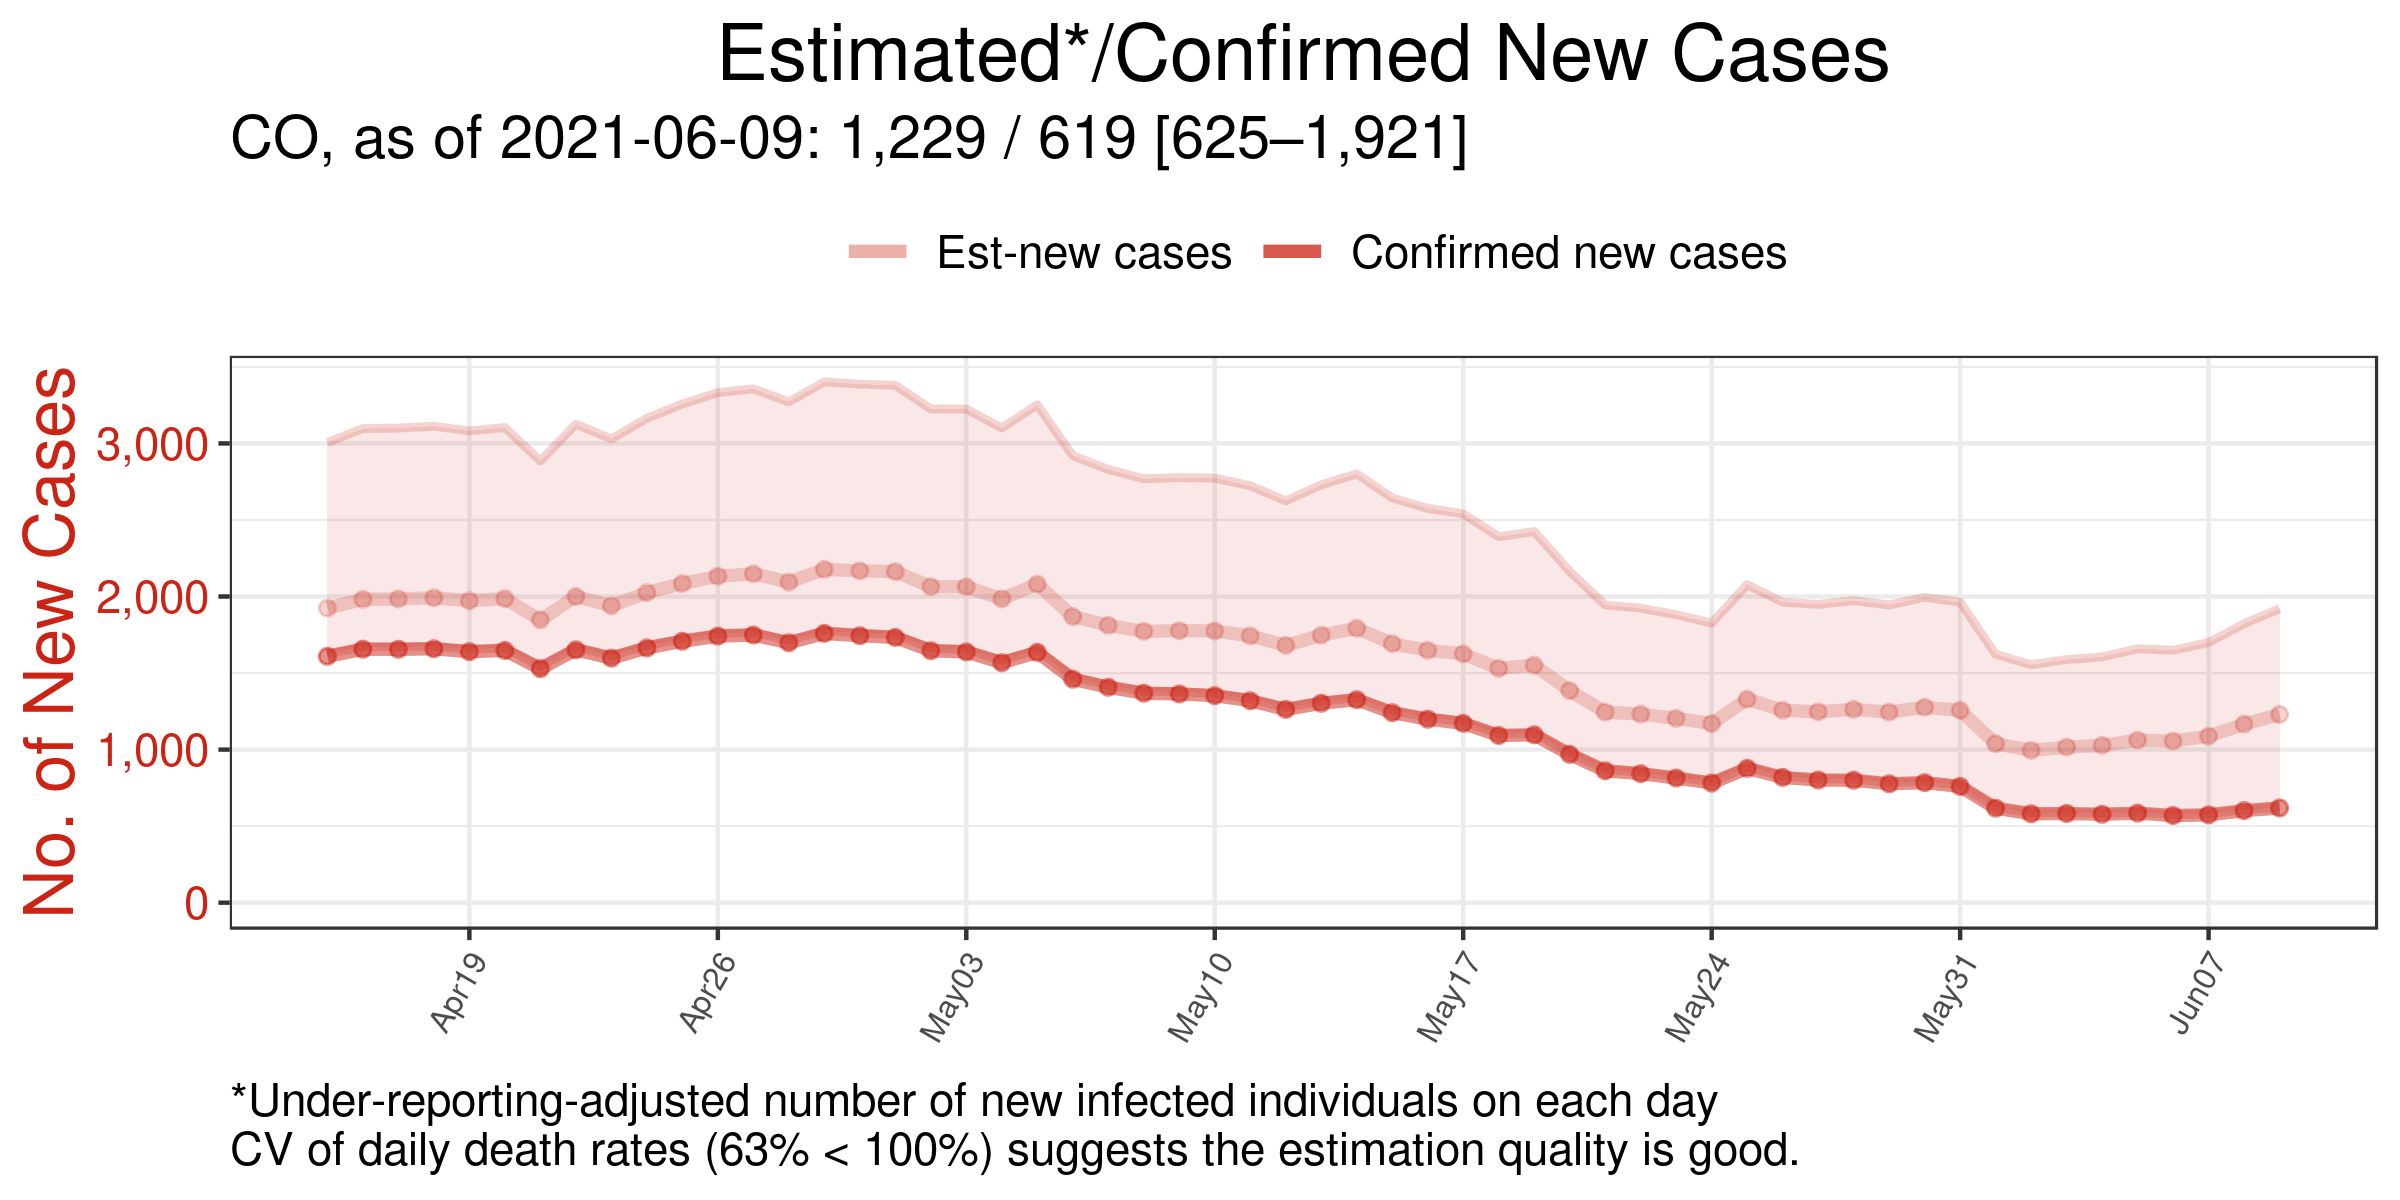 Estimated*/Confirmed New Cases
CO, as of 2021-06-09: 1,229 / 619 [625–1,921]
Est-new cases
Confirmed new cases
No. of New Cases
3,000
2,000
1,000
0
Apr19
Apr26
May03
May10
May17
May24
May31
Jun07
*Under-reporting-adjusted number of new infected individuals on each day
CV of daily death rates (63% < 100%) suggests the estimation quality is good.